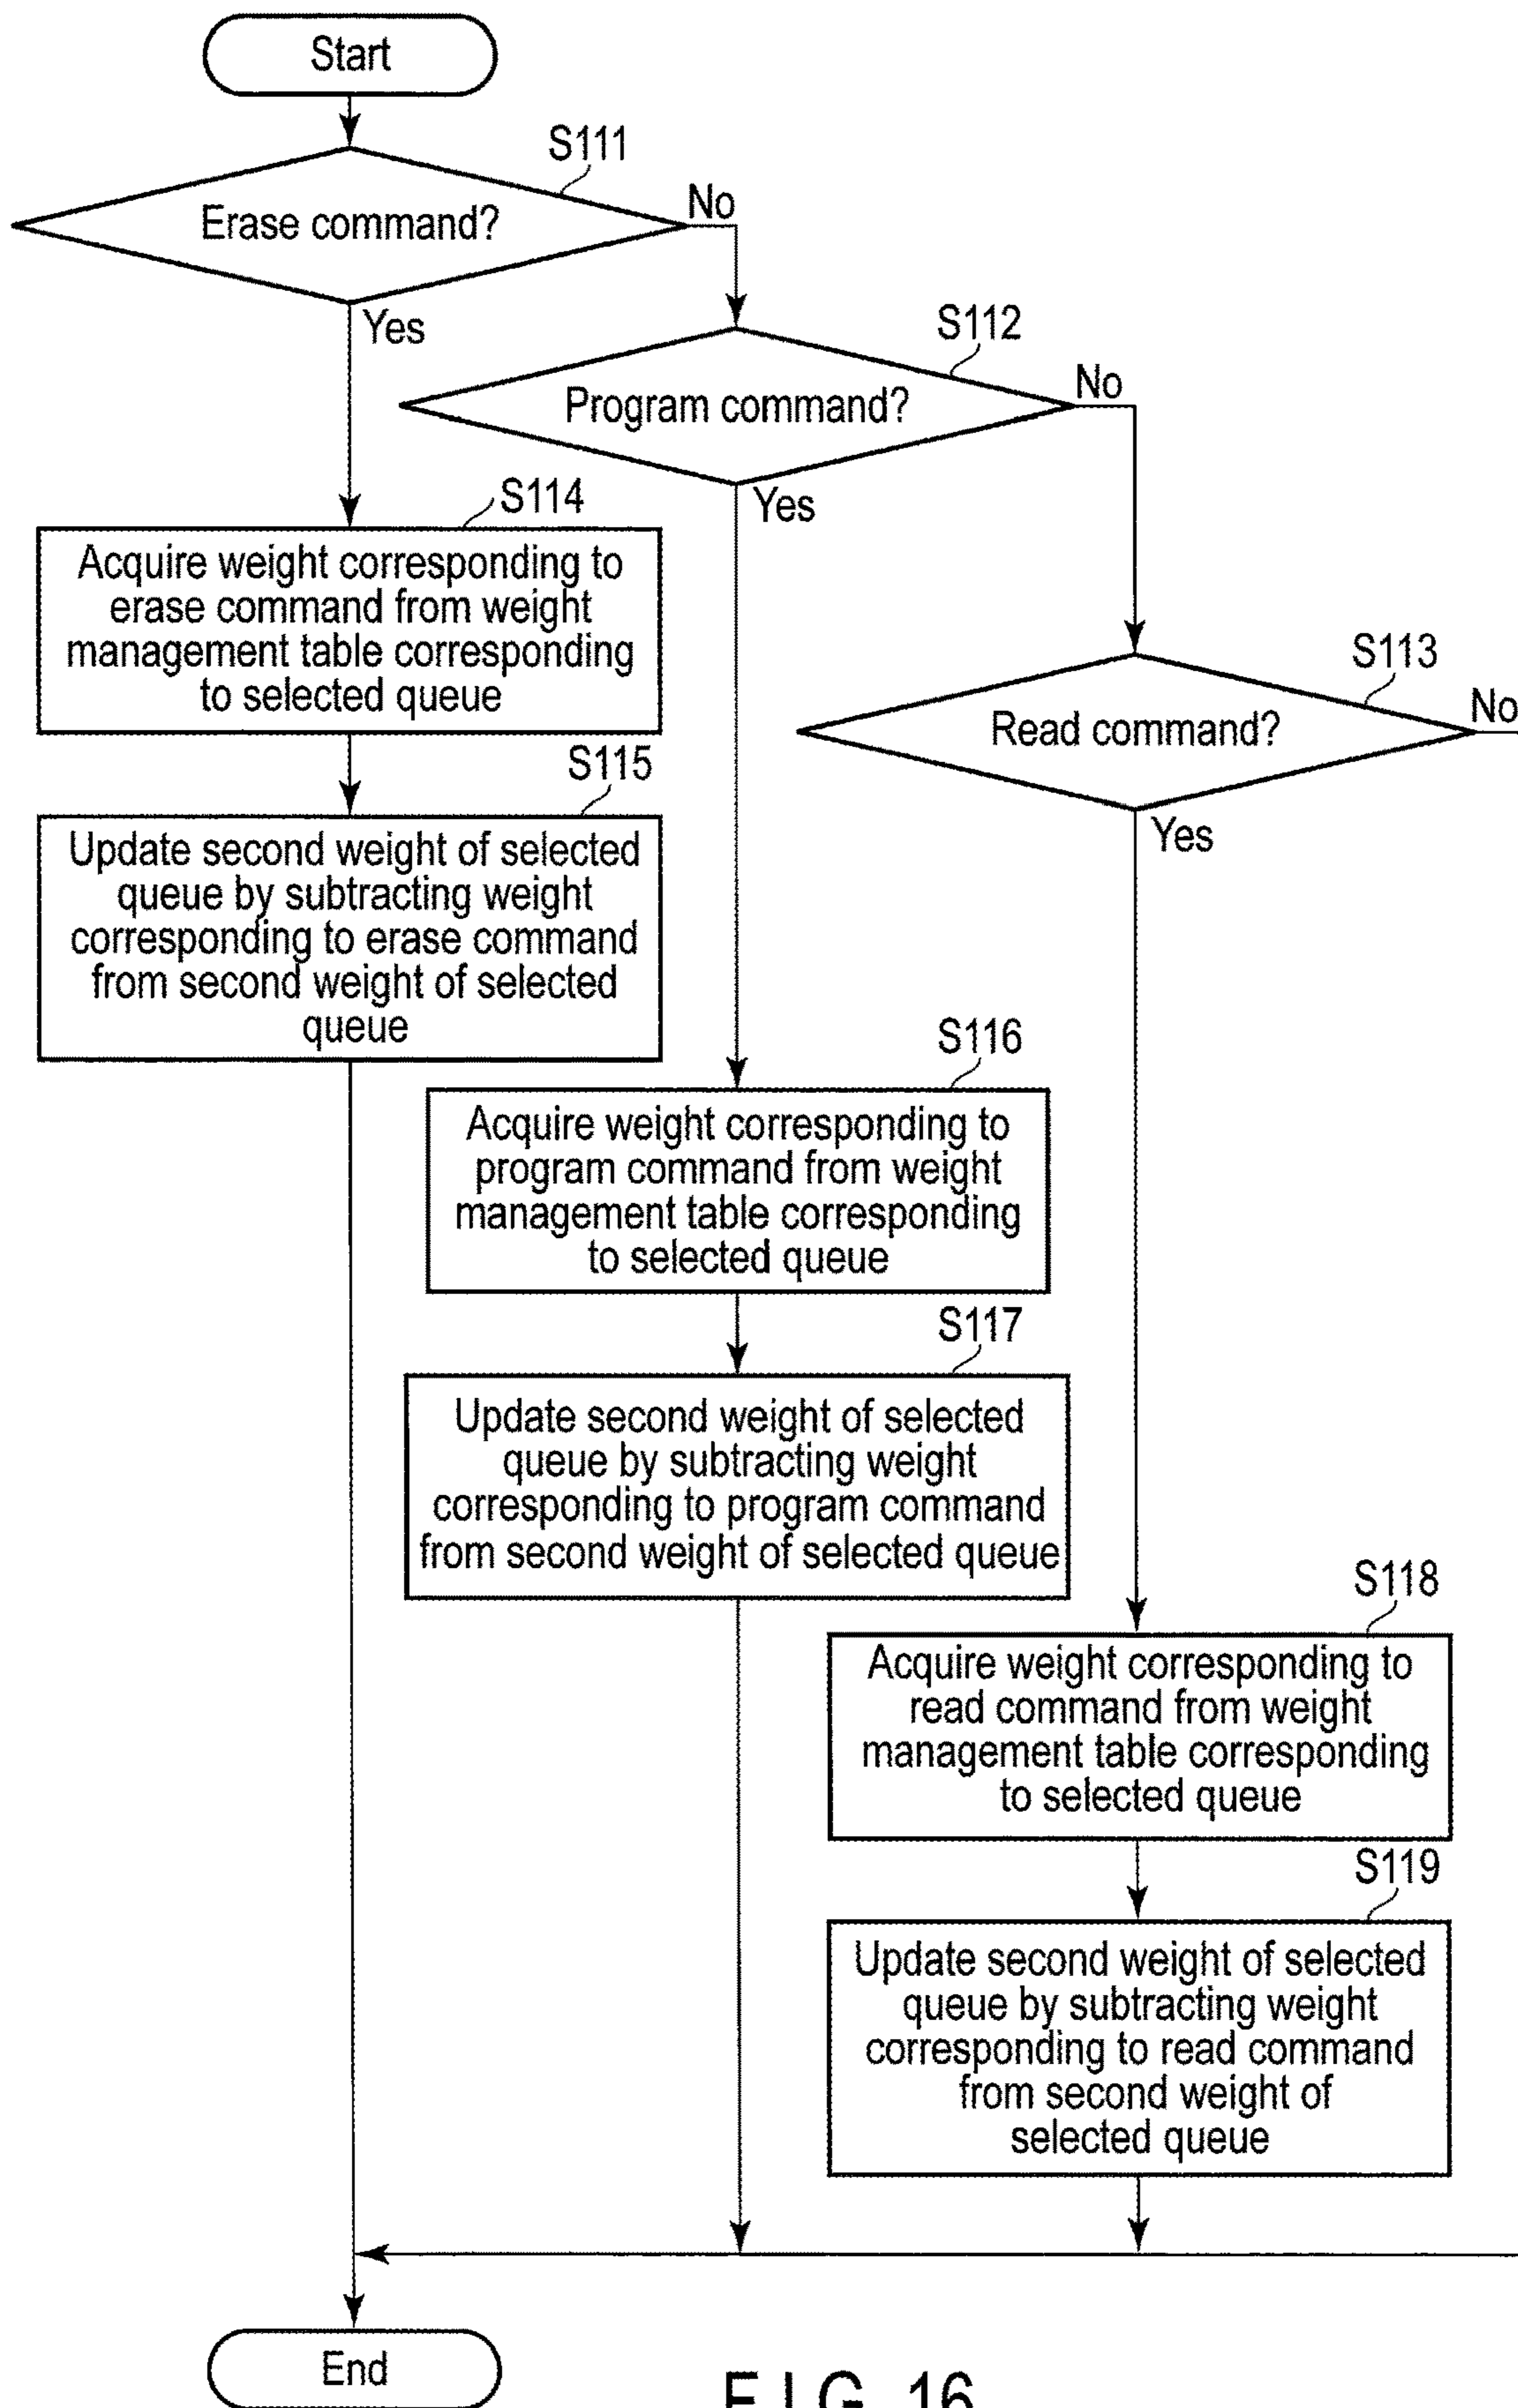 Start
S111
Erase command?
No
Yes
S112
Program command?
No
Yes
S114
Acquire weight corresponding to
erase command from weight
management table corresponding
to selected queue
S113
Read command?
No
Yes
S115
Update second weight of selected
queue by subtracting weight
corresponding to erase command
from second weight of selected
queue
S116
Acquire weight corresponding to
program command from weight
management table corresponding
to selected queue
S117
Update second weight of selected
queue by subtracting weight
corresponding to program command
from second weight of selected queue
S118
Acquire weight corresponding to
read command from weight
management table corresponding
to selected queue
S119
Update second weight of selected
queue by subtracting weight
corresponding to read command
from second weight of
selected queue
End
FIG. 16